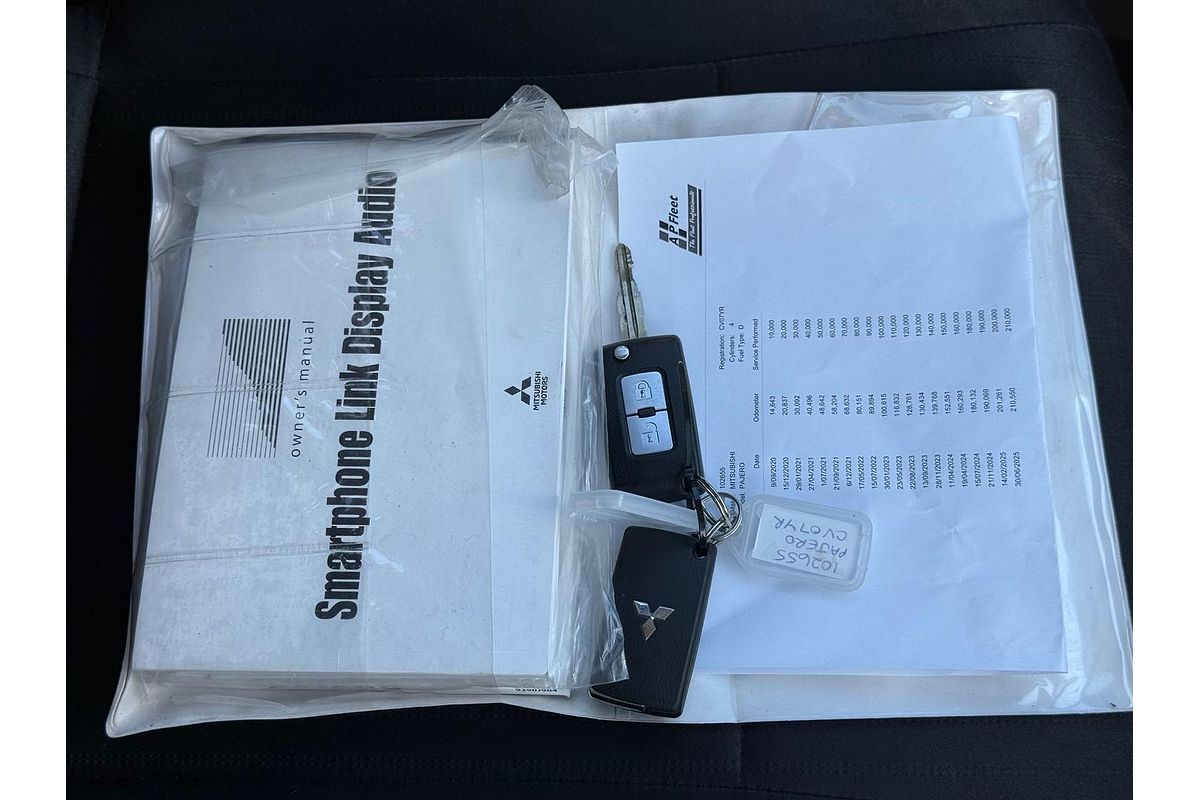 owner's manual
Smartphone Link Display Audio
MITSUBISHI
MOTORS
AP Fleet
The Fleet Professionals
102655 Registration: CV07YR
MITSUBISHI Cylinders: 4
PAJERO Fuel Type: D
Date Odometer Service Performed
9/09/2020 14,643 10,000
15/12/2020 20,837 20,000
29/01/2021 30,092 30,000
27/04/2021 40,496 40,000
1/07/2021 48,642 50,000
21/09/2021 58,204 60,000
6/12/2021 68,632 70,000
17/05/2022 80,151 80,000
15/07/2022 89,894 90,000
30/01/2023 100,615 100,000
23/05/2023 116,832 110,000
22/08/2023 128,761 120,000
13/09/2023 130,434 130,000
26/11/2023 139,768 140,000
11/04/2024 152,551 150,000
19/04/2024 160,293 160,000
15/07/2024 180,132 180,000
21/11/2024 190,069 190,000
14/02/2025 201,261 200,000
30/06/2025 210,550 210,000
102655
PAJERO
CV07YR